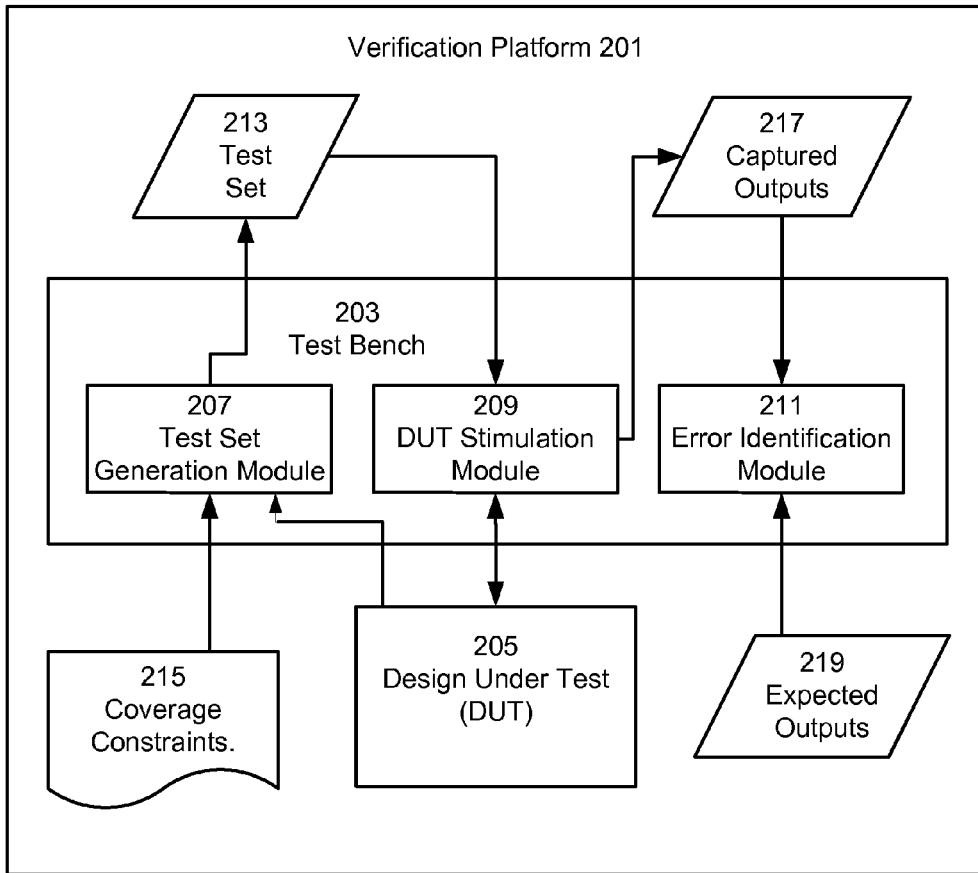 Verification Platform 201
213
Test
Set
217
Captured
Outputs
203
Test Bench
207
Test Set
Generation Module
209
DUT Stimulation
Module
211
Error Identification
Module
215
Coverage
Constraints.
205
Design Under Test
(DUT)
219
Expected
Outputs